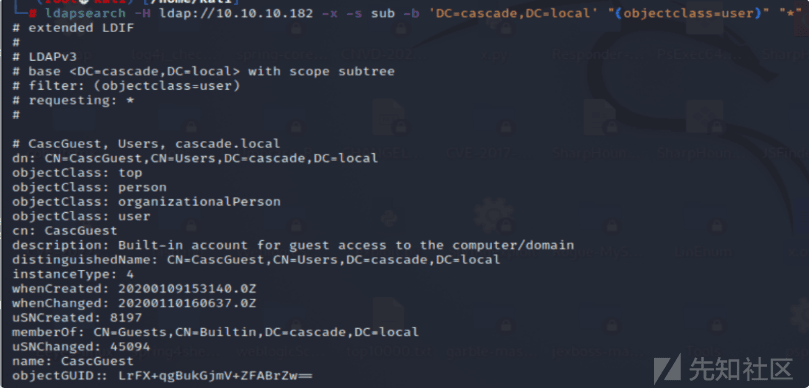 ldapsearch -H ldap://10.10.10.182 -x -s sub -b 'DC=cascade,DC=local' "(objectclass=user)" "*"
# extended LDIF
#
# LDAPv3
# base <DC=cascade,DC=local> with scope subtree
# filter: (objectclass=user)
# requesting: *
#
# CascGuest, Users, cascade.local
dn: CN=CascGuest,CN=Users,DC=cascade,DC=local
objectClass: top
objectClass: person
objectClass: organizationalPerson
objectClass: user
cn: CascGuest
description: Built-in account for guest access to the computer/domain
distinguishedName: CN=CascGuest,CN=Users,DC=cascade,DC=local
instanceType: 4
whenCreated: 20200109153140.0Z
whenChanged: 20200110160637.0Z
uSNCreated: 8197
memberOf: CN=Guests,CN=Builtin,DC=cascade,DC=local
uSNChanged: 45094
name: CascGuest
objectGUID:: LrFX+qgBukGjmV+ZFABrZw==
先知社区